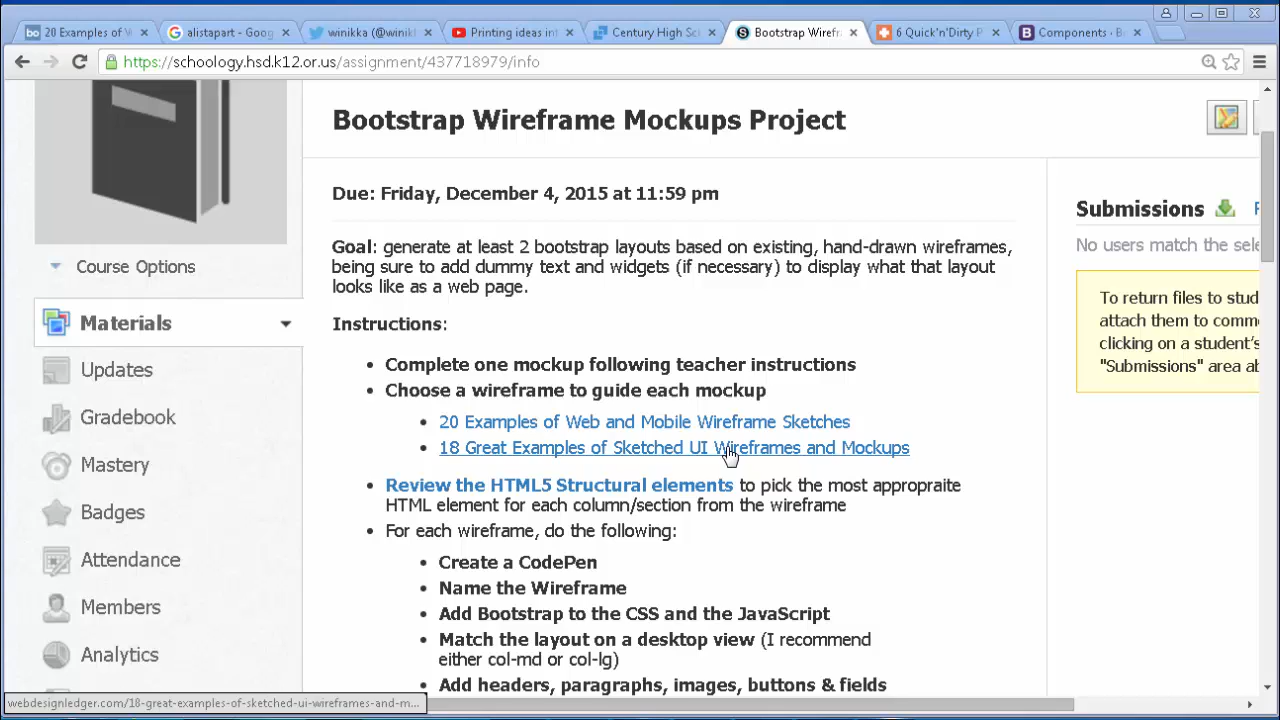 20 Examples of W
alistapart - Goog
winikka (@winikk
Printing ideas int
Century High Sc
Bootstrap Wirefr
6 Quick'n'Dirty P
Components · B
https://schoology.hsd.k12.or.us/assignment/437718979/info
Bootstrap Wireframe Mockups Project
Due: Friday, December 4, 2015 at 11:59 pm
Goal: generate at least 2 bootstrap layouts based on existing, hand-drawn wireframes,
being sure to add dummy text and widgets (if necessary) to display what that layout
looks like as a web page.
Instructions:
Complete one mockup following teacher instructions
Choose a wireframe to guide each mockup
20 Examples of Web and Mobile Wireframe Sketches
18 Great Examples of Sketched UI Wireframes and Mockups
Review the HTML5 Structural elements to pick the most appropraite
HTML element for each column/section from the wireframe
For each wireframe, do the following:
Create a CodePen
Name the Wireframe
Add Bootstrap to the CSS and the JavaScript
Match the layout on a desktop view (I recommend
either col-md or col-lg)
Add headers, paragraphs, images, buttons & fields
Course Options
Materials
Updates
Gradebook
Mastery
Badges
Attendance
Members
Analytics
Submissions
No users match the sele
To return files to stud
attach them to comme
clicking on a student's
"Submissions" area ab
webdesignledger.com/18-great-examples-of-sketched-ui-wireframes-and-m...